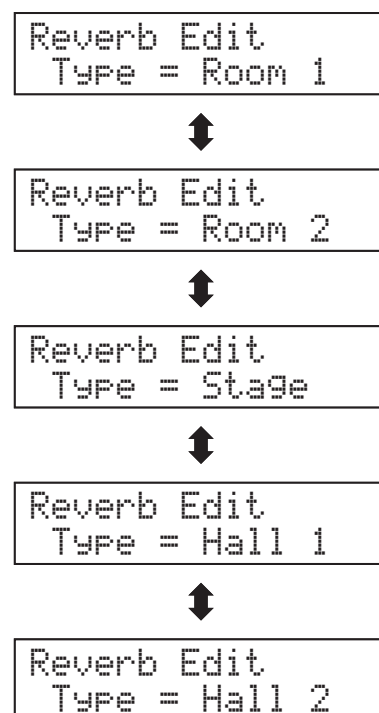 Reverb Edit
Type = Room 1
Reverb Edit
Type = Room 2
Reverb Edit
Type = Stage
Reverb Edit
Type = Hall 1
Reverb Edit
Type = Hall 2